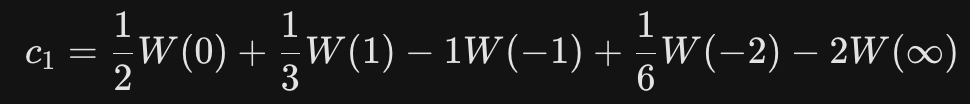 c₁ = 1/2 W(0) + 1/3 W(1) − 1W(−1) + 1/6 W(−2) − 2W(∞)